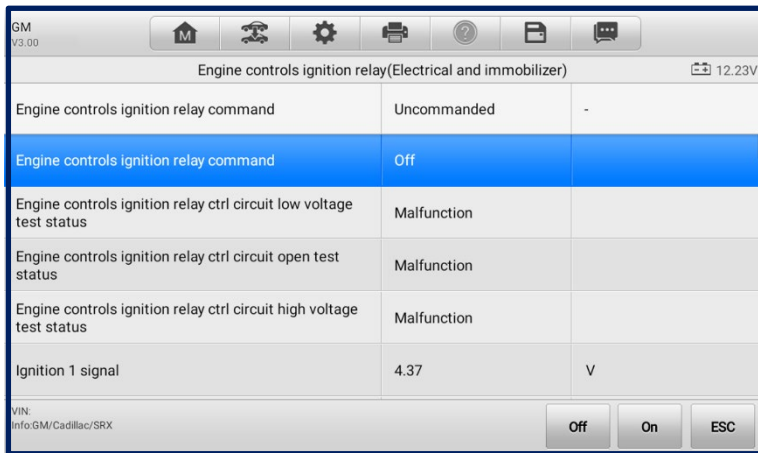 GM
V3.00
M
?
Engine controls ignition relay(Electrical and immobilizer)
12.23V
Engine controls ignition relay command Uncommanded -
Engine controls ignition relay command Off
Engine controls ignition relay ctrl circuit low voltage
test status
Malfunction
Engine controls ignition relay ctrl circuit open test
status
Malfunction
Engine controls ignition relay ctrl circuit high voltage
test status
Malfunction
Ignition 1 signal 4.37 V
VIN:
Info:GM/Cadillac/SRX
Off On ESC